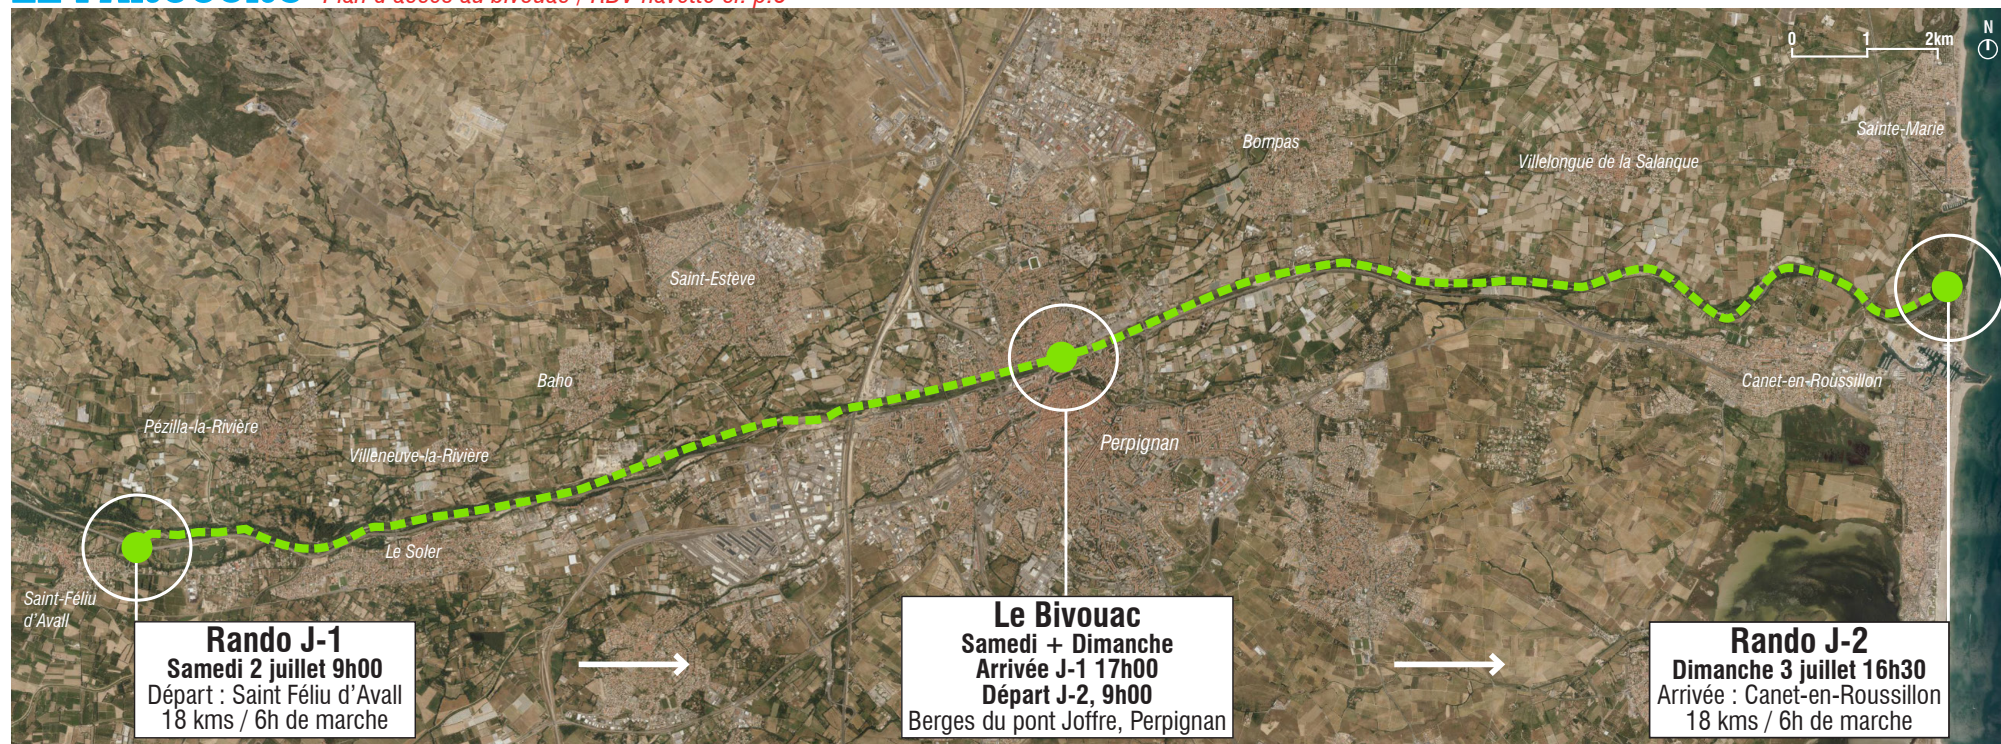 0 1 2km
N
Sainte-Marie
Bompas
Villelongue de la Salanque
Saint-Estève
Baho
Canet-en-Roussillon
Pézilla-la-Rivière
Perpignan
Villeneuve-la-Rivière
Le Soler
Saint-Féliu
d'Avall
Rando J-1
Samedi 2 juillet 9h00
Départ : Saint Féliu d'Avall
18 kms / 6h de marche
Le Bivouac
Samedi + Dimanche
Arrivée J-1 17h00
Départ J-2, 9h00
Berges du pont Joffre, Perpignan
Rando J-2
Dimanche 3 juillet 16h30
Arrivée : Canet-en-Roussillon
18 kms / 6h de marche